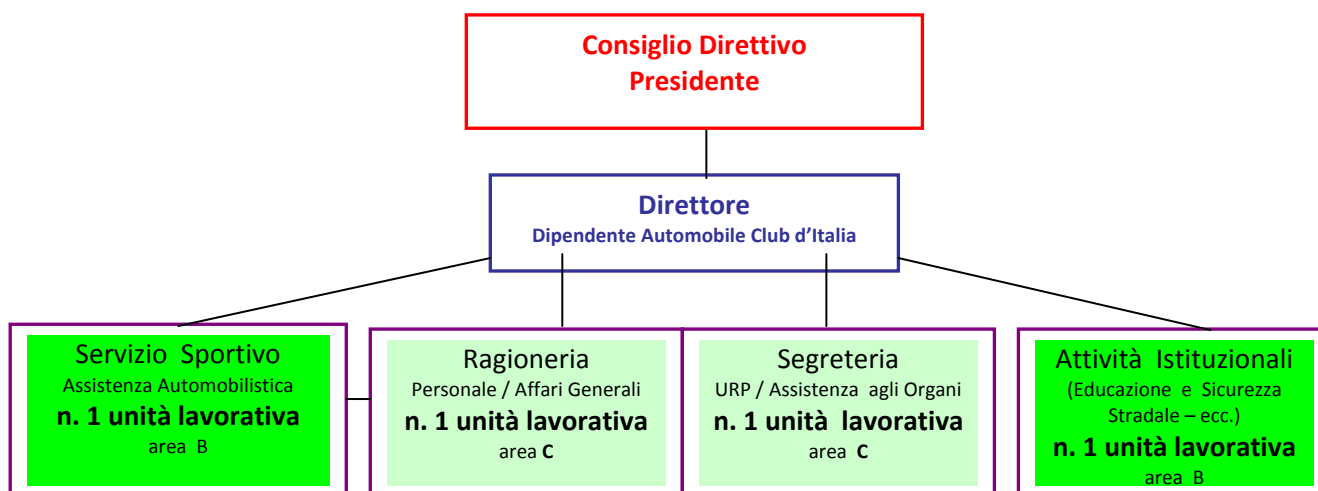 Consiglio Direttivo
Presidente
Direttore
Dipendente Automobile Club d’Italia
Servizio Sportivo
Assistenza Automobilistica
n. 1 unità lavorativa
area B
Ragioneria
Personale / Affari Generali
n. 1 unità lavorativa
area C
Segreteria
URP / Assistenza agli Organi
n. 1 unità lavorativa
area C
Attività Istituzionali
(Educazione e Sicurezza
Stradale – ecc.)
n. 1 unità lavorativa
area B